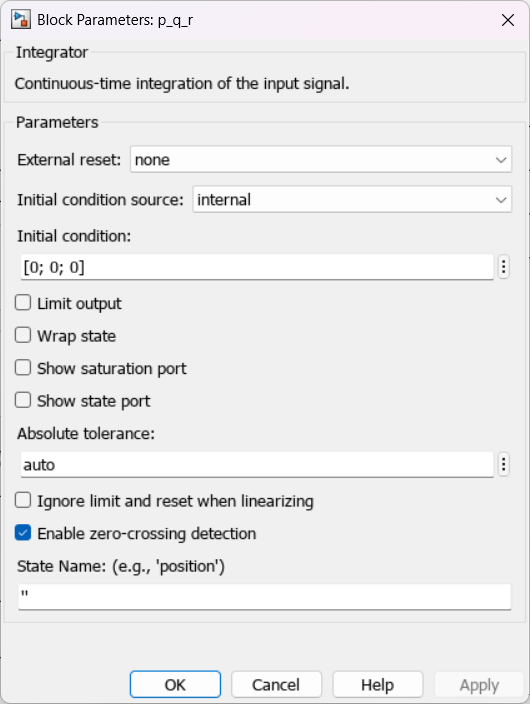 Block Parameters: p_q_r
Integrator
Continuous-time integration of the input signal.
Parameters
External reset: none
Initial condition source: internal
Initial condition:
[0; 0; 0]
Limit output
Wrap state
Show saturation port
Show state port
Absolute tolerance:
auto
Ignore limit and reset when linearizing
Enable zero-crossing detection
State Name: (e.g., 'position')
''
OK Cancel Help Apply